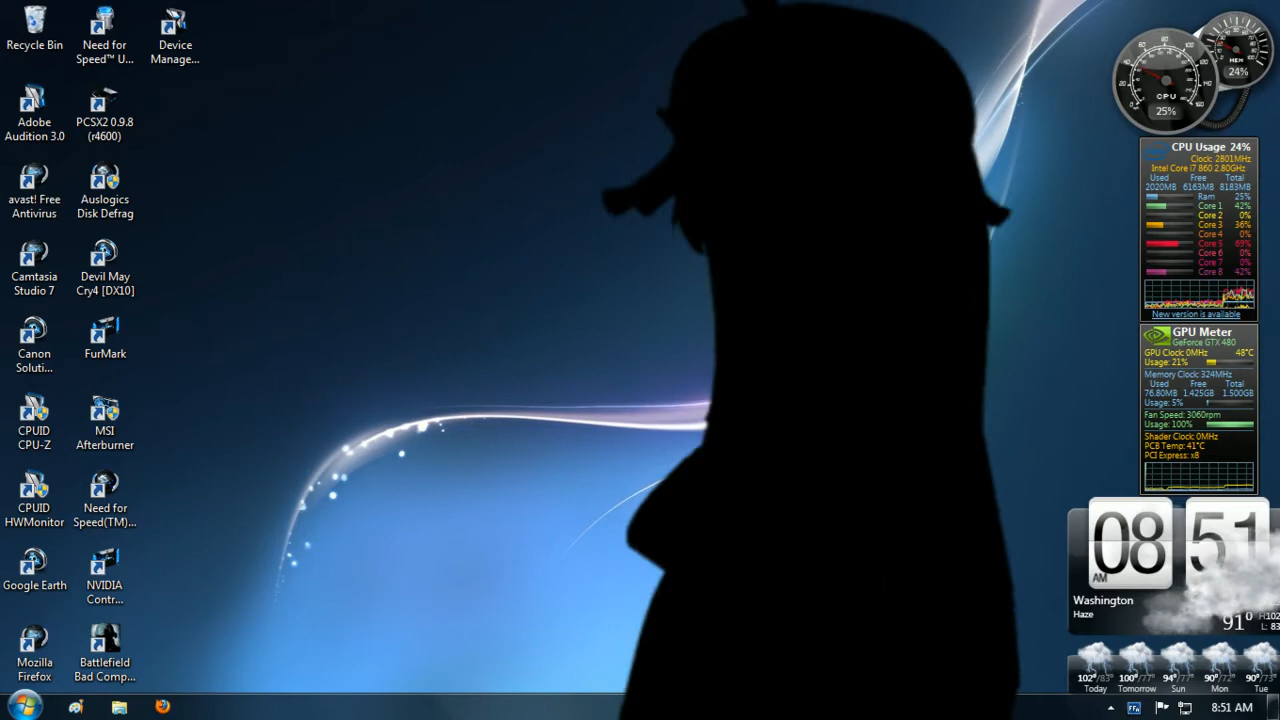 Recycle Bin
Need for
Speed™ U...
Device
Manage...
Adobe
Audition 3.0
PCSX2 0.9.8
(r4600)
avast! Free
Antivirus
Auslogics
Disk Defrag
Camtasia
Studio 7
Devil May
Cry4 [DX10]
Canon
Soluti...
FurMark
CPUID
CPU-Z
MSI
Afterburner
CPUID
HWMonitor
Need for
Speed(TM)...
Google Earth
NVIDIA
Contr...
Mozilla
Firefox
Battlefield
Bad Comp...
CPU
25%
MEM
24%
CPU Usage 24%
Clock: 2801MHz
Intel Core i7 860 2.80GHz
Used Free Total
2020MB 6163MB 8183MB
Ram 25%
Core 1 42%
Core 2 0%
Core 3 36%
Core 4 0%
Core 5 69%
Core 6 0%
Core 7 0%
Core 8 42%
New version is available
GPU Meter
GeForce GTX 480
GPU Clock: 0MHz 48°C
Usage: 21%
Memory Clock: 324MHz
Used Free Total
76.80MB 1.425GB 1.500GB
Usage: 5%
Fan Speed: 3060rpm
Usage: 100%
Shader Clock: 0MHz
PCB Temp: 41°C
PCI Express: x8
08 51
AM
Washington
Haze
91° H:102
L: 83
102°/83° 100°/77° 94°/77° 90°/72° 90°/73°
Today Tomorrow Sun Mon Tue
8:51 AM